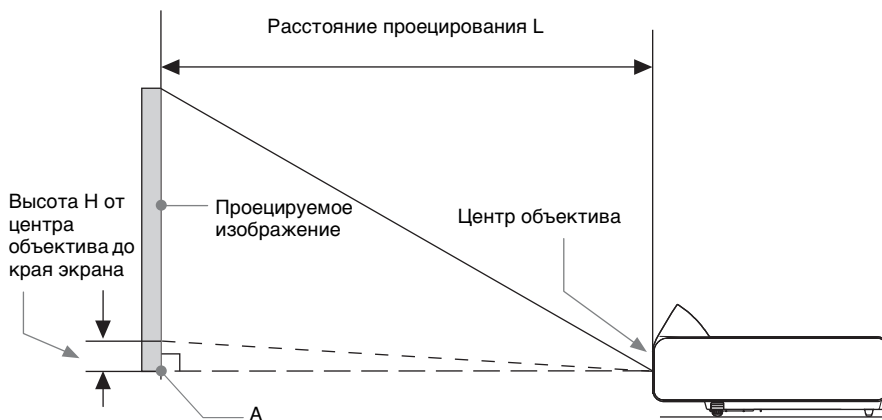 Расстояние проецирования L
Высота H от
центра
объектива до
края экрана
Проецируемое
изображение
Центр объектива
A